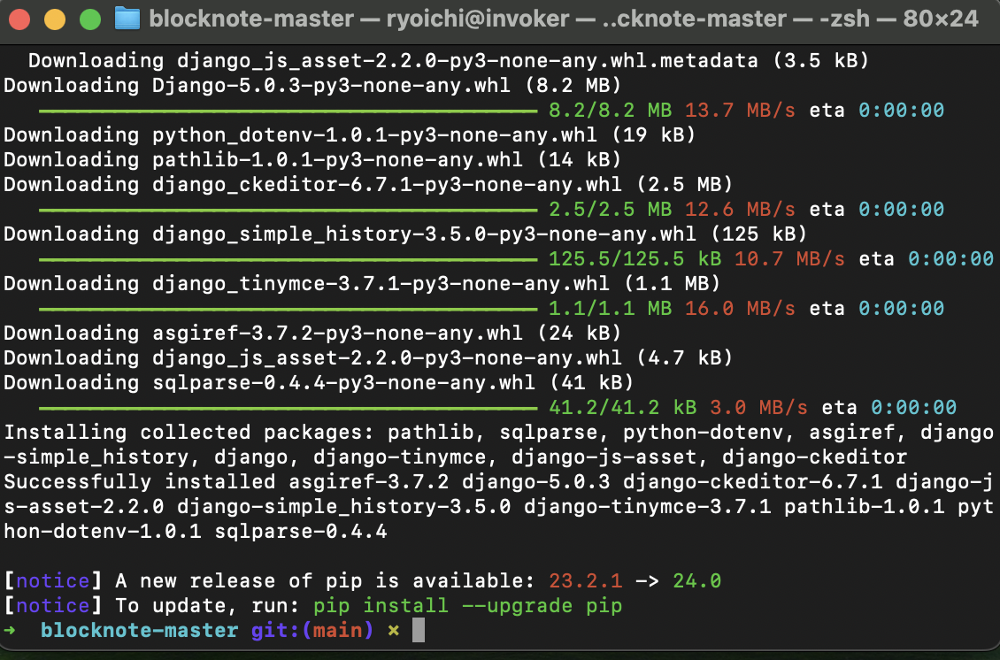 blocknote-master — ryoichi@invoker — ..cknote-master — -zsh — 80×24
Downloading django_js_asset-2.2.0-py3-none-any.whl.metadata (3.5 kB)
Downloading Django-5.0.3-py3-none-any.whl (8.2 MB)
8.2/8.2 MB 13.7 MB/s eta 0:00:00
Downloading python_dotenv-1.0.1-py3-none-any.whl (19 kB)
Downloading pathlib-1.0.1-py3-none-any.whl (14 kB)
Downloading django_ckeditor-6.7.1-py3-none-any.whl (2.5 MB)
2.5/2.5 MB 12.6 MB/s eta 0:00:00
Downloading django_simple_history-3.5.0-py3-none-any.whl (125 kB)
125.5/125.5 kB 10.7 MB/s eta 0:00:00
Downloading django_tinymce-3.7.1-py3-none-any.whl (1.1 MB)
1.1/1.1 MB 16.0 MB/s eta 0:00:00
Downloading asgiref-3.7.2-py3-none-any.whl (24 kB)
Downloading django_js_asset-2.2.0-py3-none-any.whl (4.7 kB)
Downloading sqlparse-0.4.4-py3-none-any.whl (41 kB)
41.2/41.2 kB 3.0 MB/s eta 0:00:00
Installing collected packages: pathlib, sqlparse, python-dotenv, asgiref, django
-simple_history, django, django-tinymce, django-js-asset, django-ckeditor
Successfully installed asgiref-3.7.2 django-5.0.3 django-ckeditor-6.7.1 django-j
s-asset-2.2.0 django-simple_history-3.5.0 django-tinymce-3.7.1 pathlib-1.0.1 pyt
hon-dotenv-1.0.1 sqlparse-0.4.4
[notice] A new release of pip is available: 23.2.1 -> 24.0
[notice] To update, run: pip install --upgrade pip
➜ blocknote-master git:(main) ✗